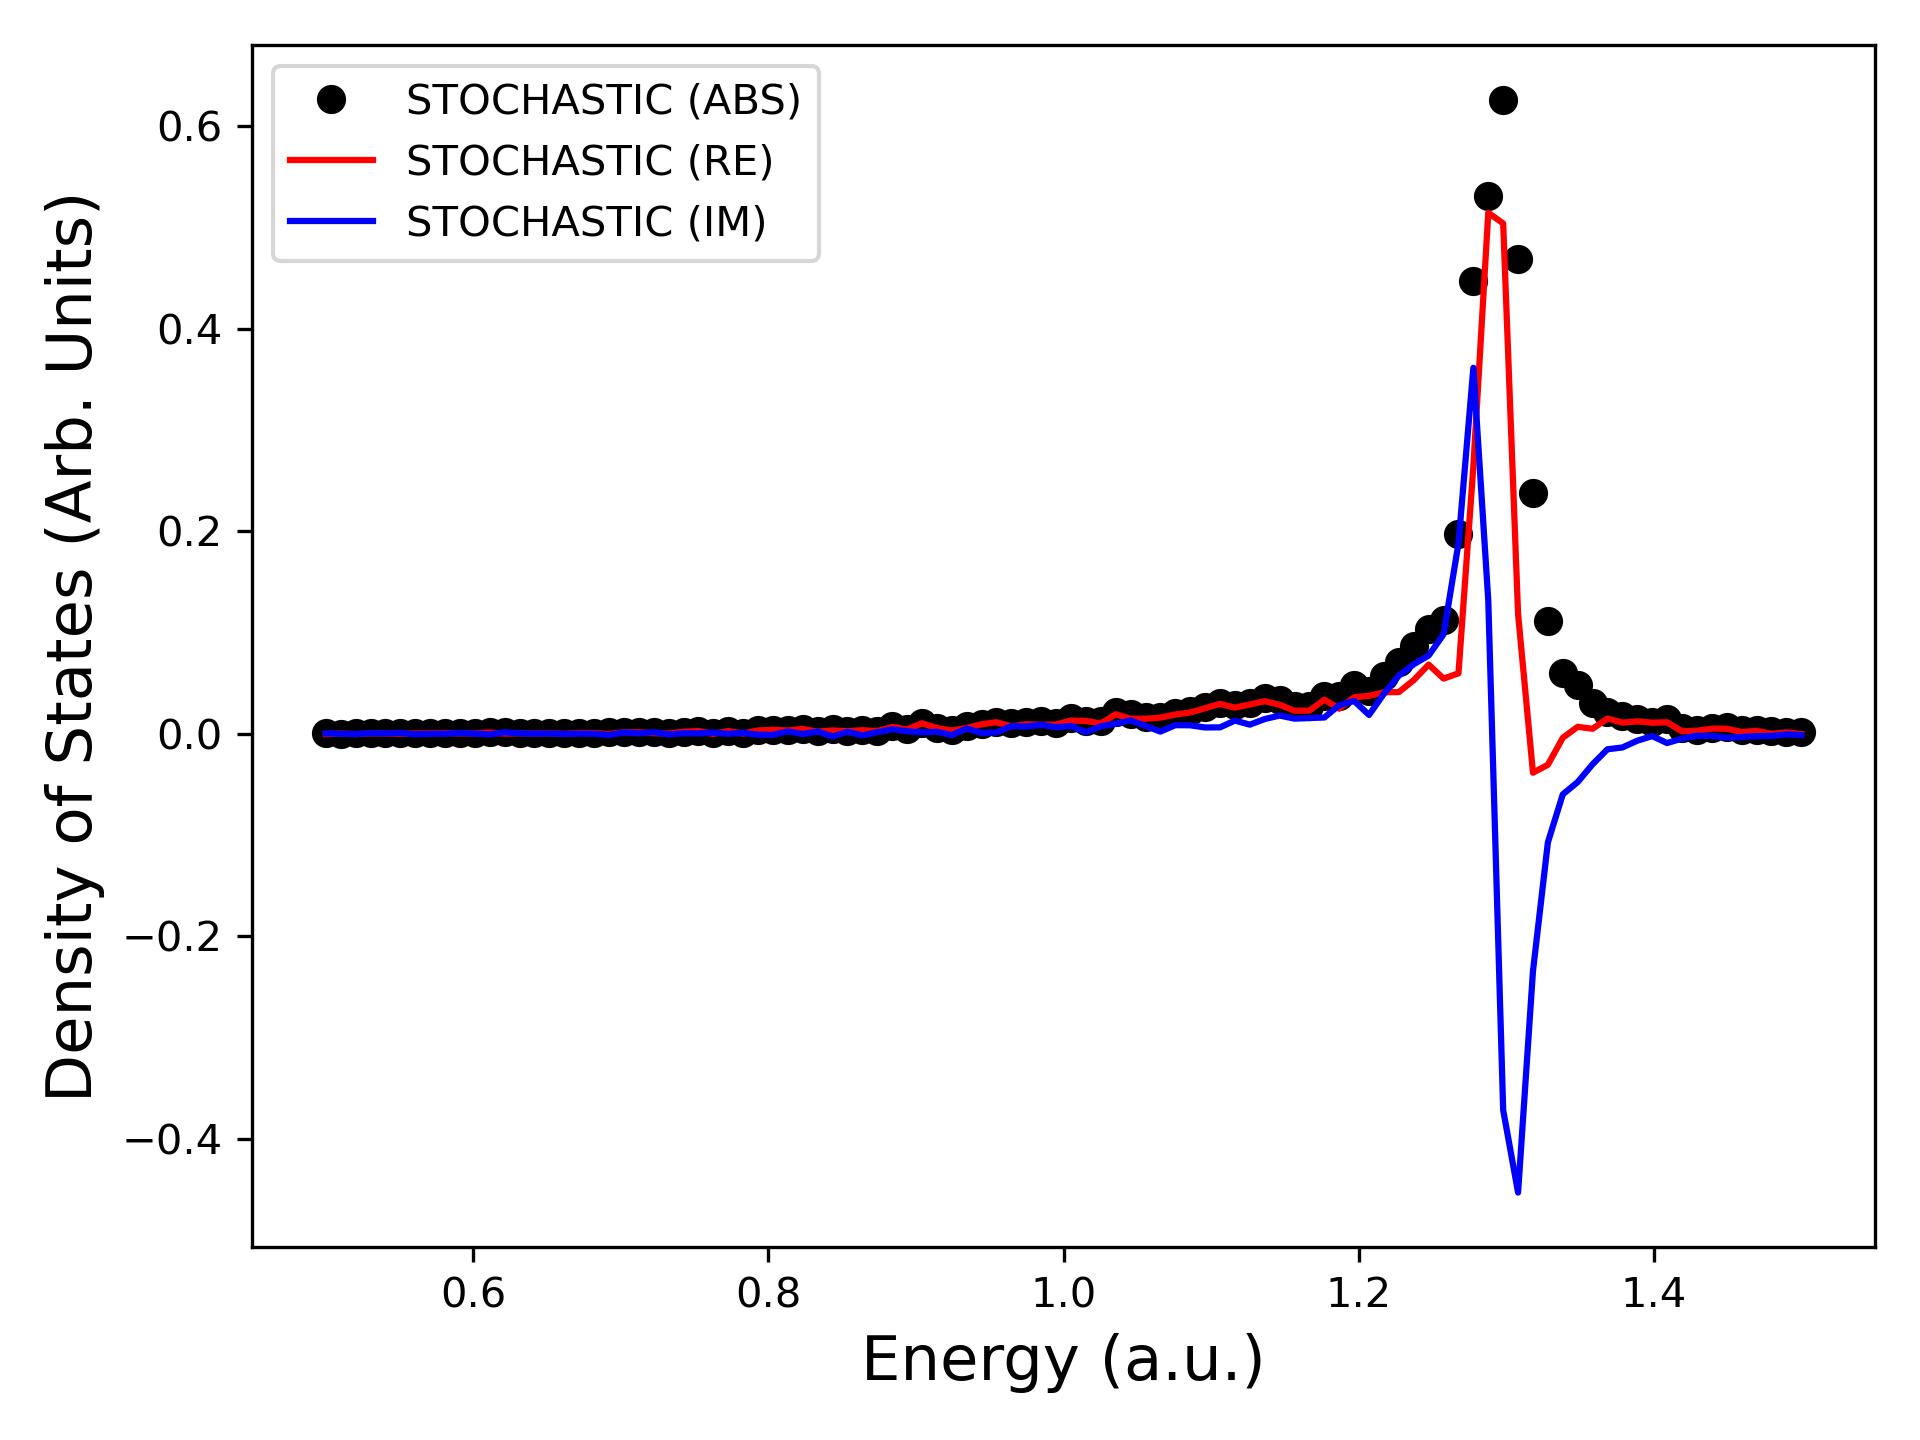 STOCHASTIC (ABS)
STOCHASTIC (RE)
STOCHASTIC (IM)
Density of States (Arb. Units)
0.6
0.4
0.2
0.0
−0.2
−0.4
0.6 0.8 1.0 1.2 1.4
Energy (a.u.)